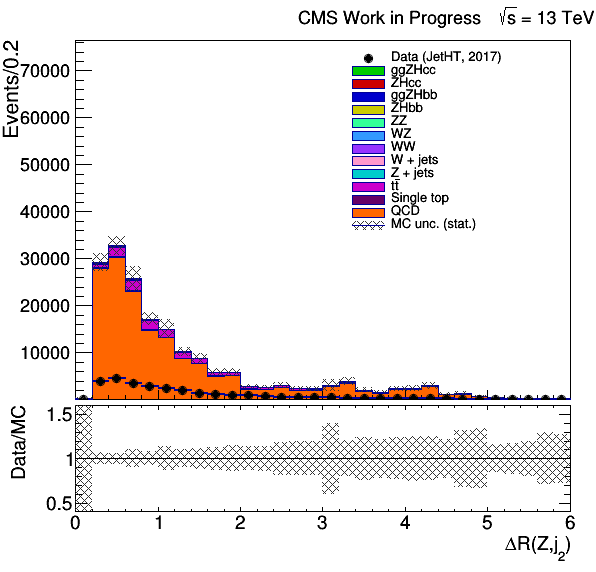 CMS Work in Progress √s = 13 TeV
Events/0.2
70000
60000
50000
40000
30000
20000
10000
Data (JetHT, 2017)
ggZHcc
ZHcc
ggZHbb
ZHbb
ZZ
WZ
WW
W + jets
Z + jets
tt̄
Single top
QCD
MC unc. (stat.)
Data/MC
1.5
1
0.5
0 1 2 3 4 5 6
ΔR(Z,j₂)